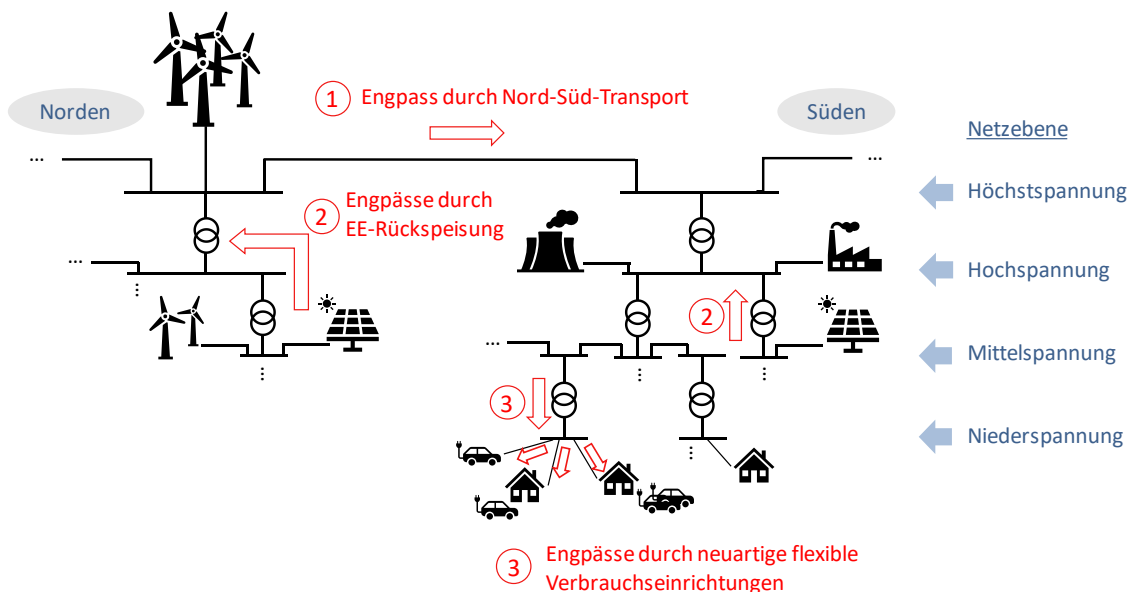 1 Engpass durch Nord-Süd-Transport
Norden
Süden
Netzebene
...
...
Höchstspannung
2 Engpässe durch
EE-Rückspeisung
...
Hochspannung
...
2
...
Mittelspannung
...
...
...
3
Niederspannung
...
3 Engpässe durch neuartige flexible
Verbrauchseinrichtungen